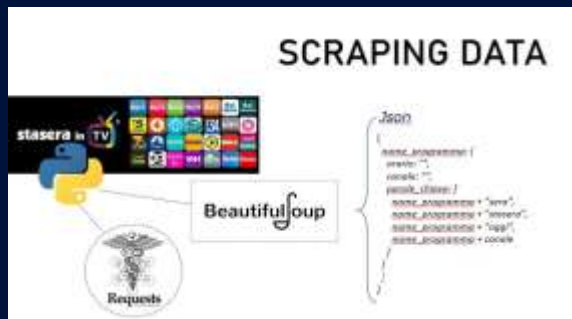 SCRAPING DATA
stasera in TV
BeautifulSoup
Requests
Json
{
nome_programma: {
orario: "",
canale: "",
parole_chiave: [
nome_programma + "sera",
nome_programma + "stasera",
nome_programma + "oggi",
nome_programma + canale
]
}
}